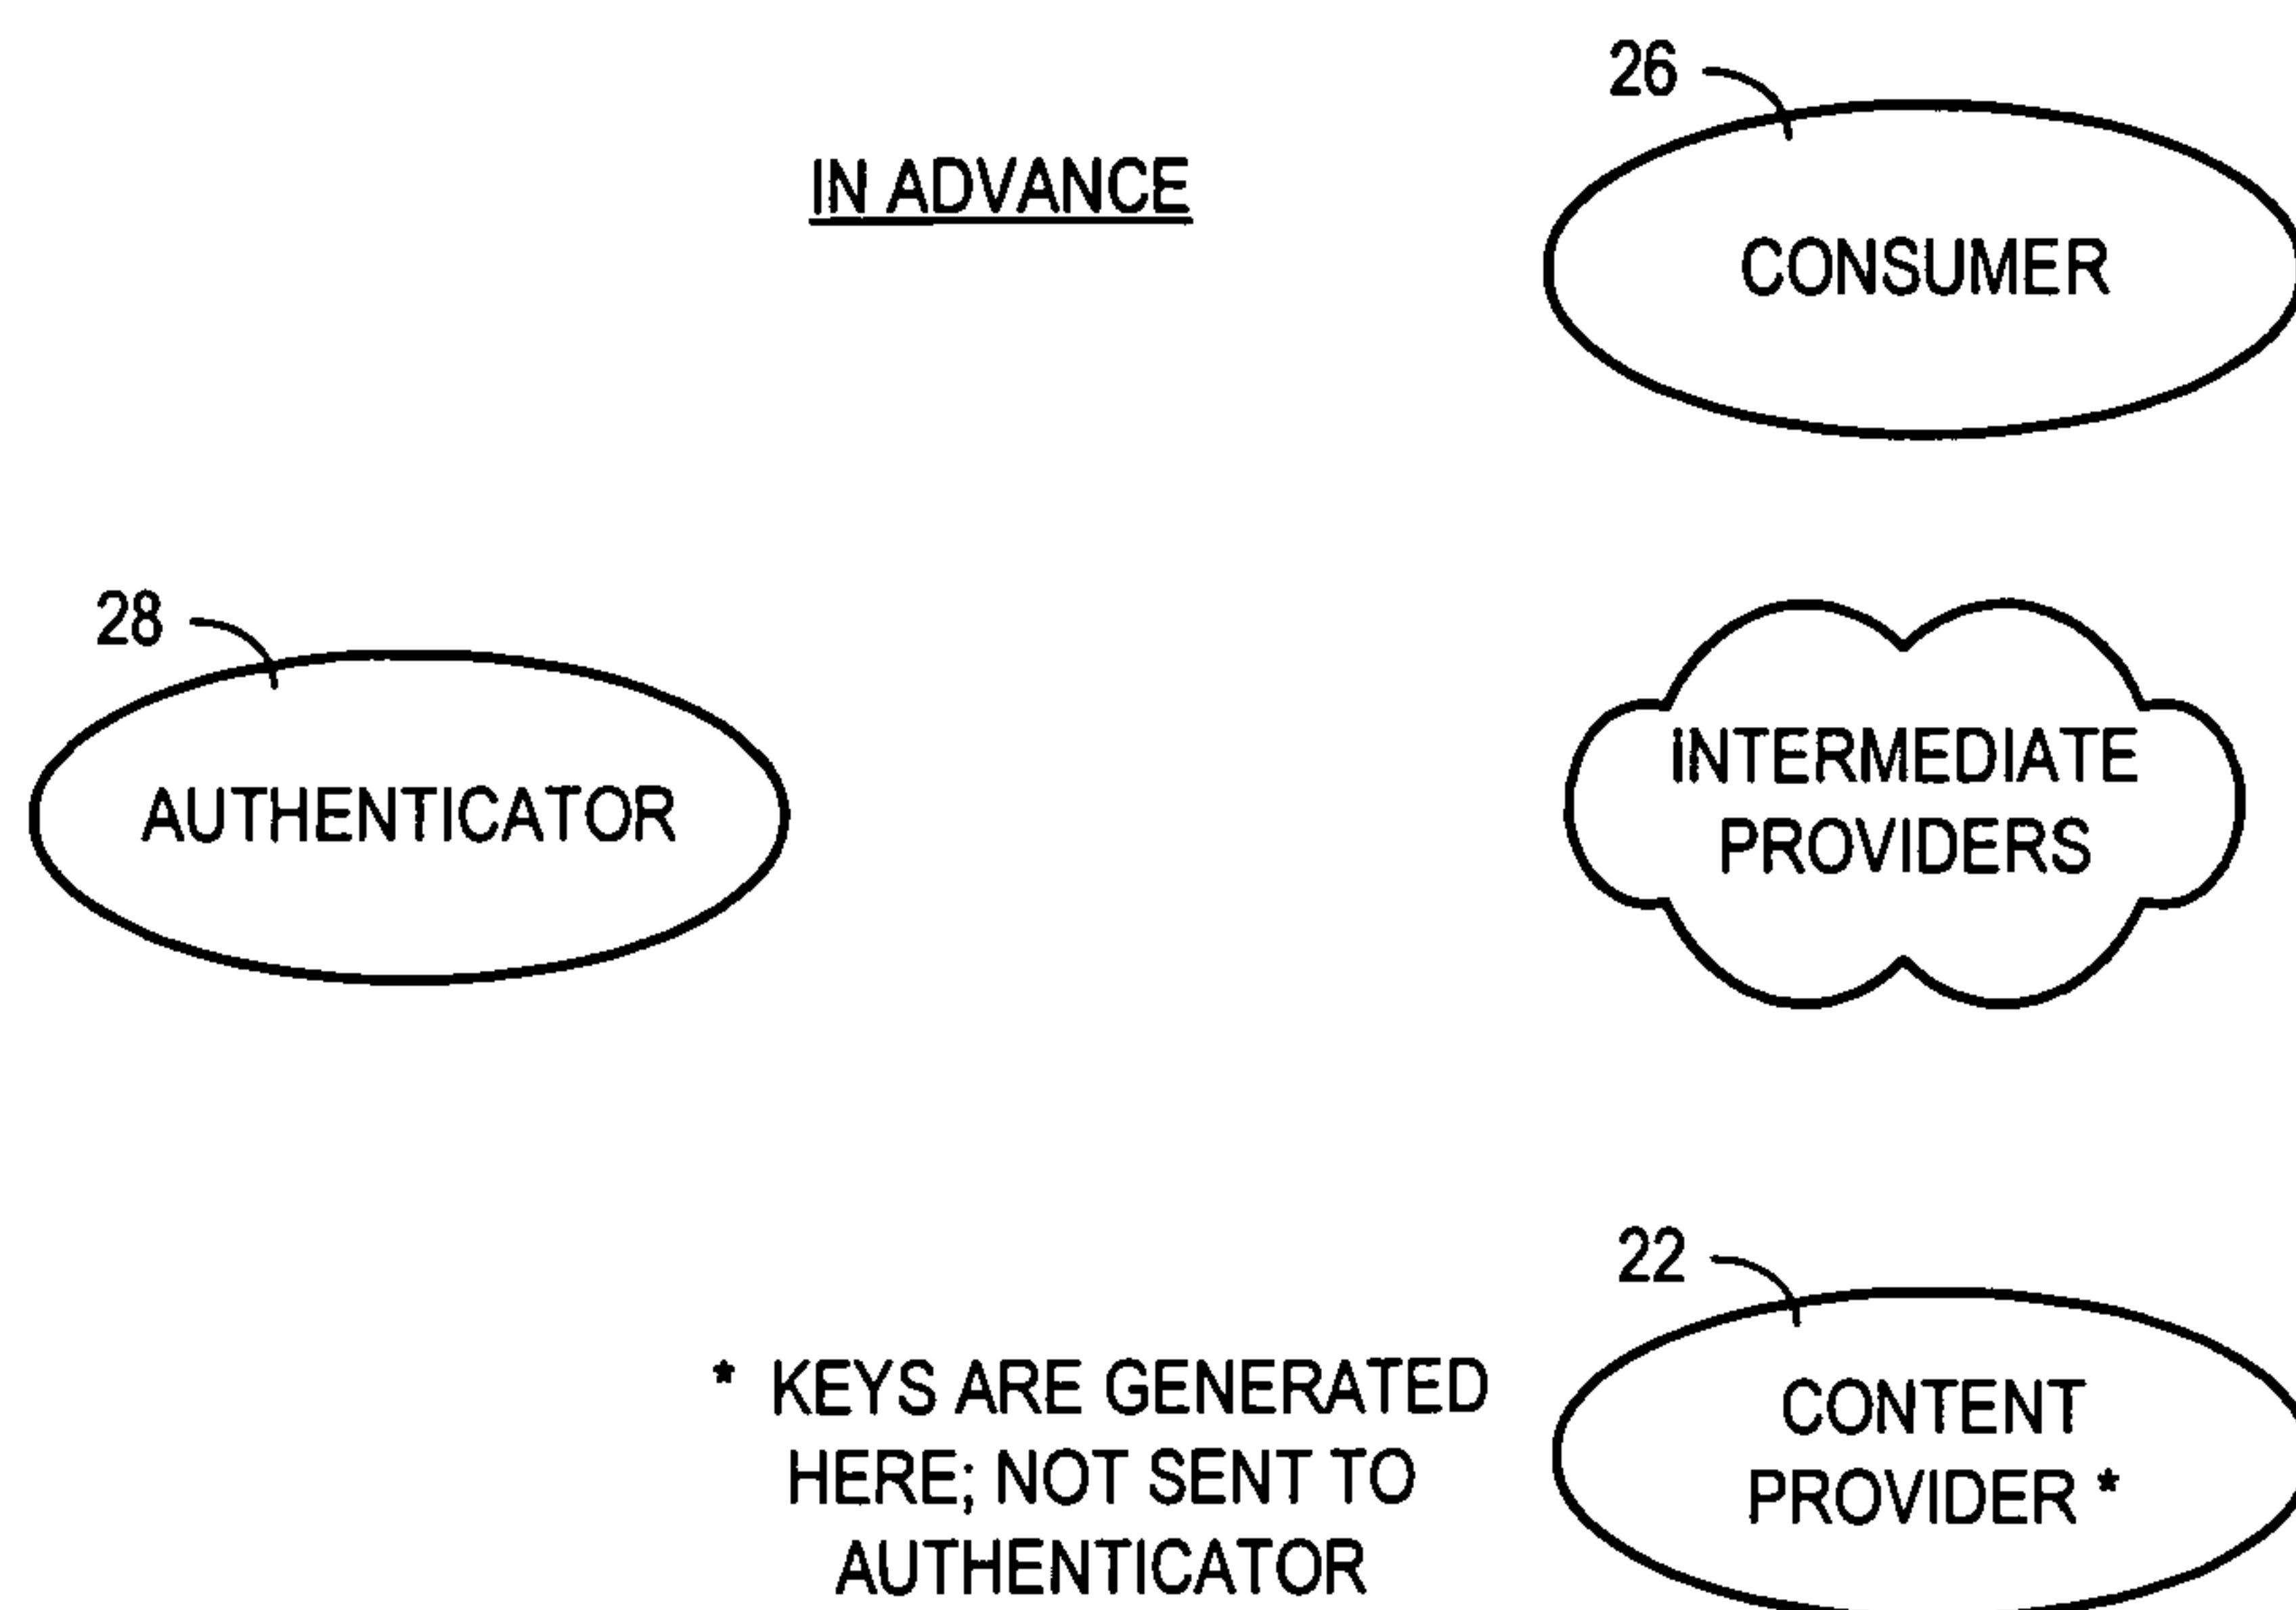 26
IN ADVANCE
CONSUMER
28
AUTHENTICATOR
INTERMEDIATE
PROVIDERS
22
* KEYS ARE GENERATED
HERE; NOT SENT TO
AUTHENTICATOR
CONTENT
PROVIDER *